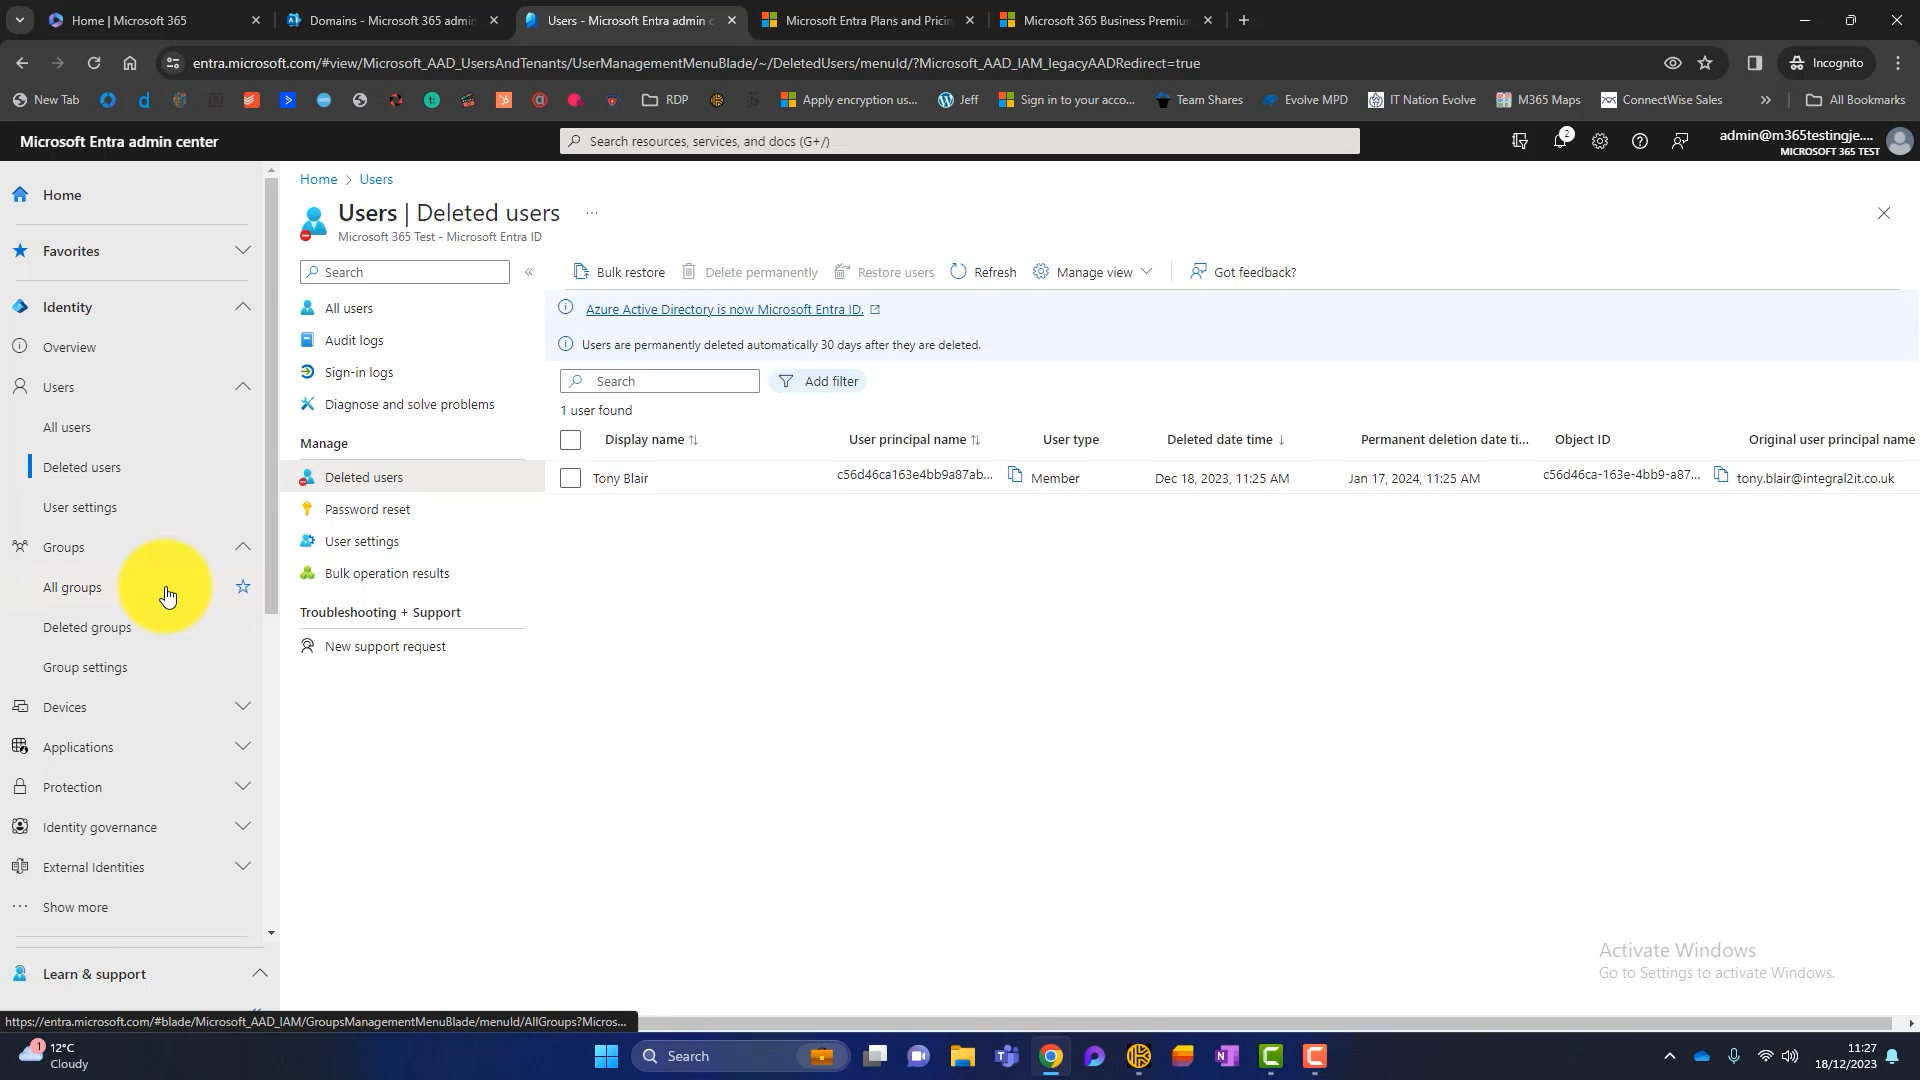 Home | Microsoft 365
Domains - Microsoft 365 admin
Users - Microsoft Entra admin c
Microsoft Entra Plans and Pricin
Microsoft 365 Business Premium
entra.microsoft.com/#view/Microsoft_AAD_UsersAndTenants/UserManagementMenuBlade/~/DeletedUsers/menuId/?Microsoft_AAD_IAM_legacyAADRedirect=true
Incognito
New Tab
RDP
Apply encryption us...
Jeff
Sign in to your acco...
Team Shares
Evolve MPD
IT Nation Evolve
M365 Maps
ConnectWise Sales
All Bookmarks
Microsoft Entra admin center
Search resources, services, and docs (G+/)
2
admin@m365testingje....
MICROSOFT 365 TEST
Home
Favorites
Identity
Overview
Users
All users
Deleted users
User settings
Groups
All groups
Deleted groups
Group settings
Devices
Applications
Protection
Identity governance
External Identities
Show more
Learn & support
https://entra.microsoft.com/#blade/Microsoft_AAD_IAM/GroupsManagementMenuBlade/menuId/AllGroups?Micros...
Home > Users
Users | Deleted users
Microsoft 365 Test - Microsoft Entra ID
Search
All users
Audit logs
Sign-in logs
Diagnose and solve problems
Manage
Deleted users
Password reset
User settings
Bulk operation results
Troubleshooting + Support
New support request
Bulk restore
Delete permanently
Restore users
Refresh
Manage view
Got feedback?
Azure Active Directory is now Microsoft Entra ID.
Users are permanently deleted automatically 30 days after they are deleted.
Search
Add filter
1 user found
Display name User principal name User type Deleted date time Permanent deletion date ti... Object ID Original user principal name
Tony Blair c56d46ca163e4bb9a87ab... Member Dec 18, 2023, 11:25 AM Jan 17, 2024, 11:25 AM c56d46ca-163e-4bb9-a87... tony.blair@integral2it.co.uk
Activate Windows
Go to Settings to activate Windows.
1
12°C
Cloudy
Search
11:27
18/12/2023